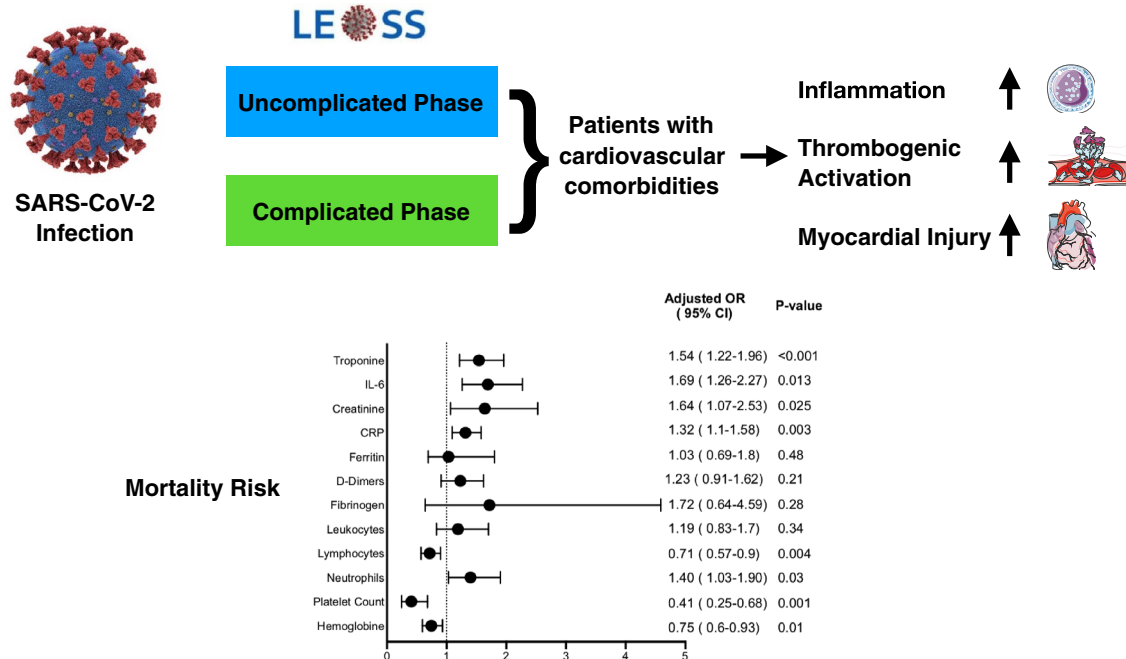 LE SS
Uncomplicated Phase
Complicated Phase
SARS-CoV-2
Infection
Patients with
cardiovascular
comorbidities
Inflammation
Thrombogenic
Activation
Myocardial Injury
Mortality Risk
Adjusted OR
( 95% CI)
P-value
Troponine 1.54 ( 1.22-1.96) <0.001
IL-6 1.69 ( 1.26-2.27) 0.013
Creatinine 1.64 ( 1.07-2.53) 0.025
CRP 1.32 ( 1.1-1.58) 0.003
Ferritin 1.03 ( 0.69-1.8) 0.48
D-Dimers 1.23 ( 0.91-1.62) 0.21
Fibrinogen 1.72 ( 0.64-4.59) 0.28
Leukocytes 1.19 ( 0.83-1.7) 0.34
Lymphocytes 0.71 ( 0.57-0.9) 0.004
Neutrophils 1.40 ( 1.03-1.90) 0.03
Platelet Count 0.41 ( 0.25-0.68) 0.001
Hemoglobine 0.75 ( 0.6-0.93) 0.01
0 1 2 3 4 5